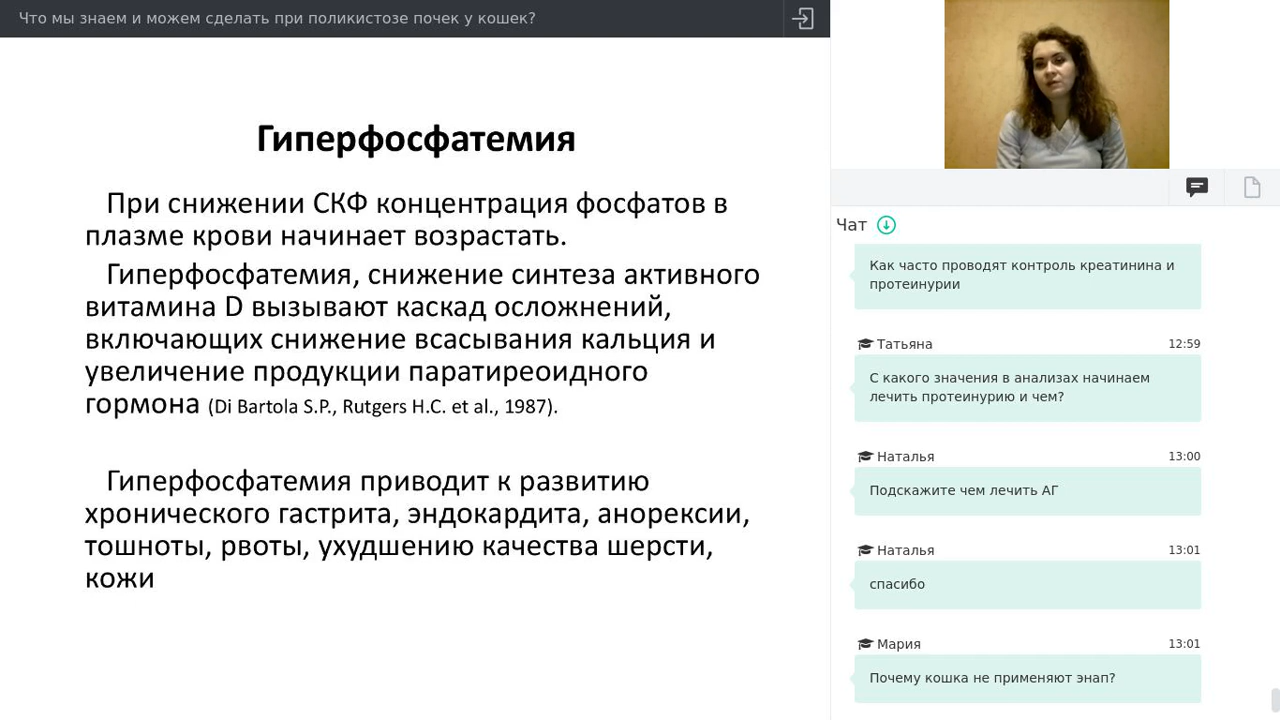 Что мы знаем и можем сделать при поликистозе почек у кошек?
Гиперфосфатемия
При снижении СКФ концентрация фосфатов в
плазме крови начинает возрастать.
Гиперфосфатемия, снижение синтеза активного
витамина D вызывают каскад осложнений,
включающих снижение всасывания кальция и
увеличение продукции паратиреоидного
гормона (Di Bartola S.P., Rutgers H.C. et al., 1987).
Гиперфосфатемия приводит к развитию
хронического гастрита, эндокардита, анорексии,
тошноты, рвоты, ухудшению качества шерсти,
кожи
Чат
Как часто проводят контроль креатинина и
протеинурии
Татьяна 12:59
С какого значения в анализах начинаем
лечить протеинурию и чем?
Наталья 13:00
Подскажите чем лечить АГ
Наталья 13:01
спасибо
Мария 13:01
Почему кошка не применяют энап?